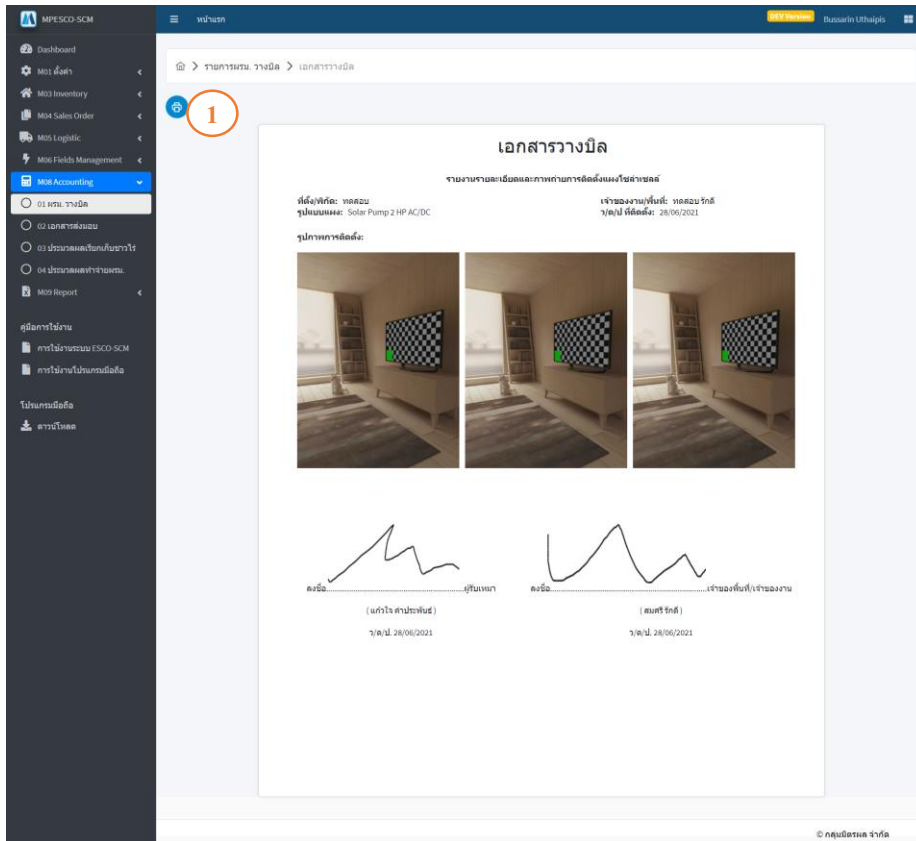 MPESCO-SCM
หน้าแรก
DEV Version
Bussarin Uthaipis
Dashboard
M01 ตั้งค่า
M03 Inventory
M04 Sales Order
M05 Logistic
M06 Fields Management
M08 Accounting
01 ผรม. วางบิล
02 เอกสารส่งมอบ
03 ประมวลผลเรียกเก็บชาวไร่
04 ประมวลผลทำจ่ายผรม.
M09 Report
คู่มือการใช้งาน
การใช้งานระบบ ESCO-SCM
การใช้งานโปรแกรมมือถือ
โปรแกรมมือถือ
ดาวน์โหลด
รายการผรม. วางบิล
เอกสารวางบิล
1
เอกสารวางบิล
รายงานรายละเอียดและภาพถ่ายการติดตั้งแผงโซล่าเซลล์
ที่ตั้ง/พิกัด: ทดสอบ
เจ้าของงาน/พื้นที่: ทดสอบ รักดี
รูปแบบแผง: Solar Pump 2 HP AC/DC
ว/ด/ป ที่ติดตั้ง: 28/06/2021
รูปภาพการติดตั้ง:
ลงชื่อ ผู้รับเหมา
ลงชื่อ เจ้าของพื้นที่/เจ้าของงาน
( แก้วใจ คำประพันธ์ )
( สมศรี รักดี )
ว/ด/ป. 28/06/2021
ว/ด/ป. 28/06/2021
© กลุ่มมิตรผล จำกัด